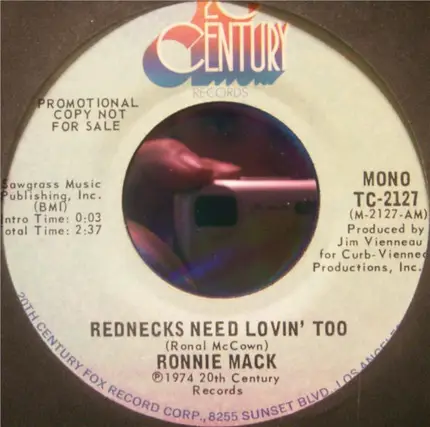 20
CENTURY
RECORDS
PROMOTIONAL
COPY NOT
FOR SALE
Sawgrass Music
Publishing, Inc.
(BMI)
Intro Time: 0:03
Total Time: 2:37
MONO
TC-2127
(M-2127-AM)
Produced by
Jim Vienneau
for Curb-Vienneau
Productions, Inc.
REDNECKS NEED LOVIN' TOO
(Ronal McCown)
RONNIE MACK
Ⓟ1974 20th Century
Records
20TH CENTURY FOX RECORD CORP., 8255 SUNSET BLVD., LOS ANGELES